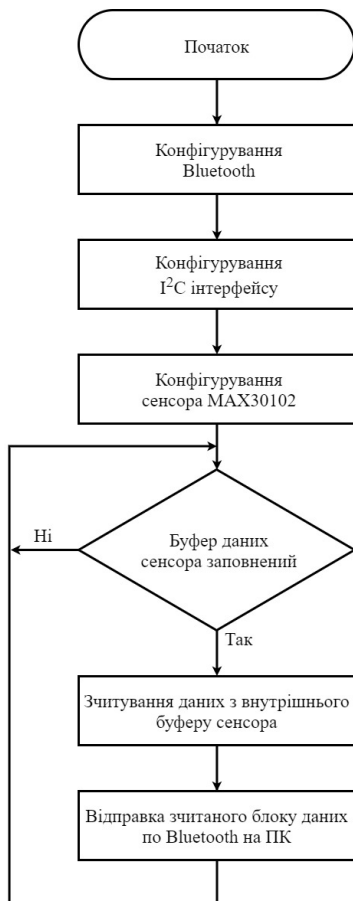 Початок
Конфігурування
Bluetooth
Конфігурування
I²C інтерфейсу
Конфігурування
сенсора MAX30102
Буфер даних
сенсора заповнений
Ні
Так
Зчитування даних з внутрішнього
буферу сенсора
Відправка зчитаного блоку даних
по Bluetooth на ПК